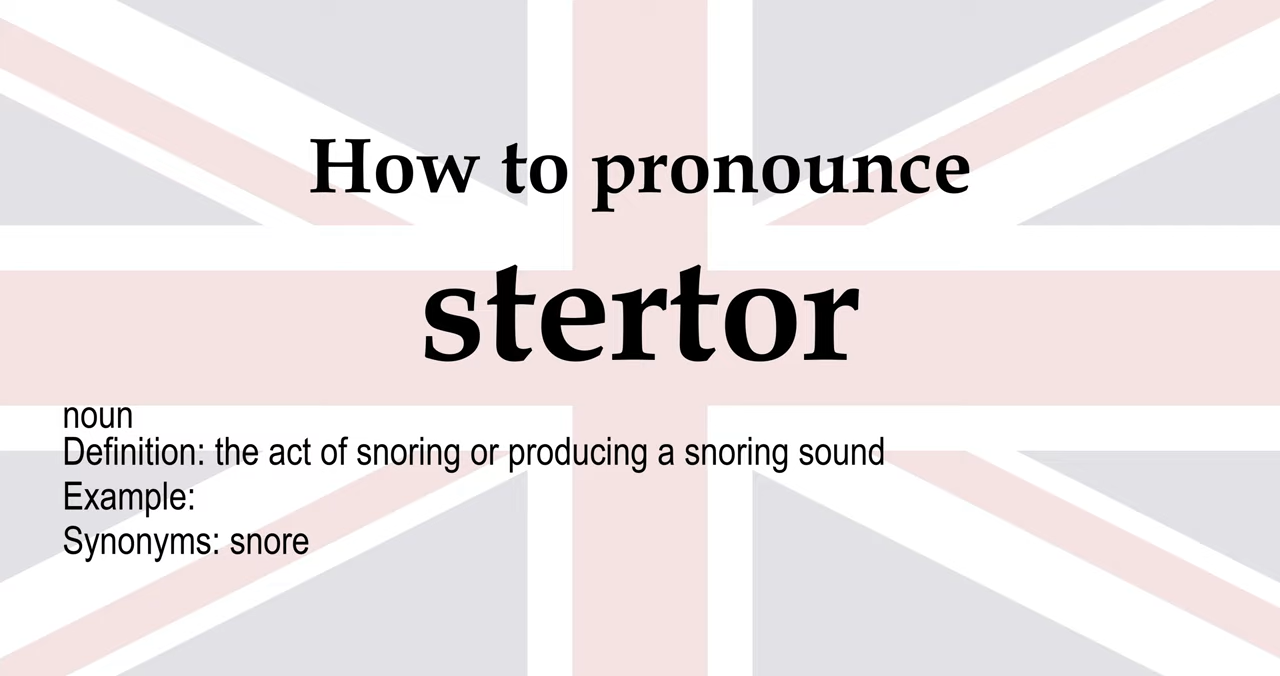 How to pronounce
stertor
noun
Definition: the act of snoring or producing a snoring sound
Example:
Synonyms: snore